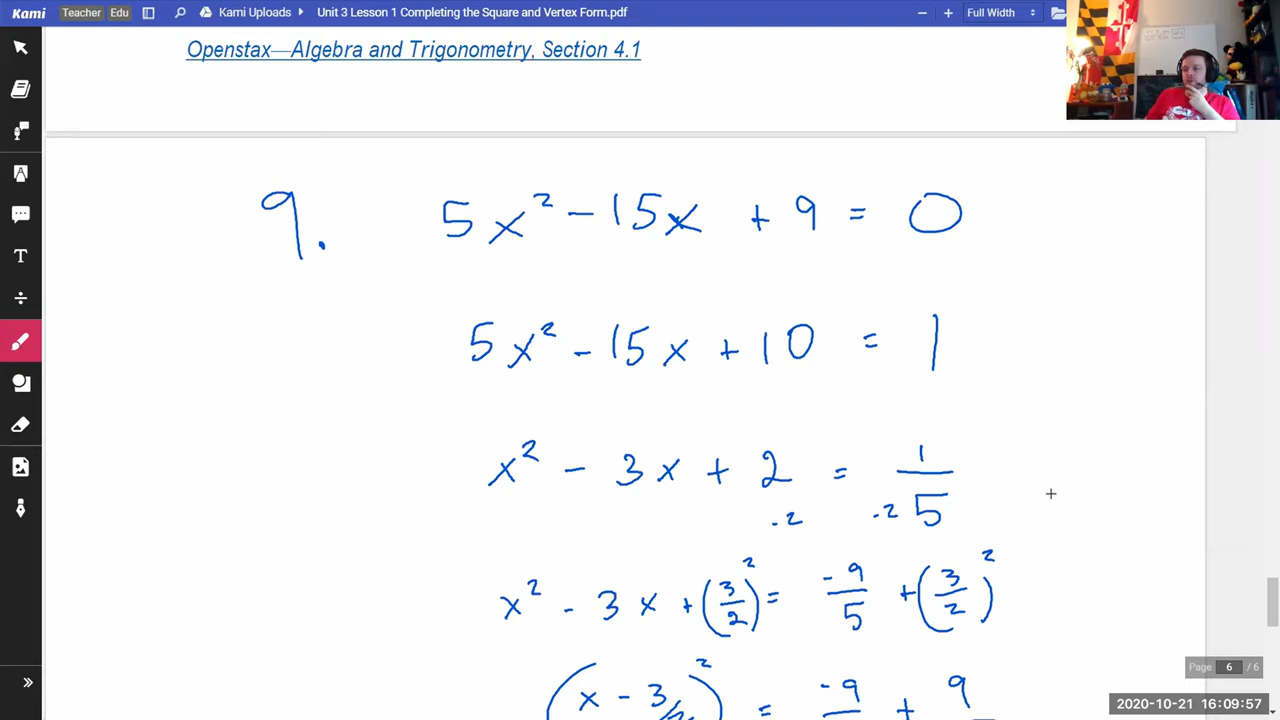 Kami Teacher Edu Kami Uploads Unit 3 Lesson 1 Completing the Square and Vertex Form.pdf Full Width
Openstax—Algebra and Trigonometry, Section 4.1
9. 5x² - 15x + 9 = 0
5x² - 15x + 10 = 1
x² - 3x + 2 = 1/5
-2 -2
x² - 3x + (3/2)² = -9/5 + (3/2)²
(x - 3/2)² = -9 + 9
Page 6 / 6
2020-10-21 16:09:57